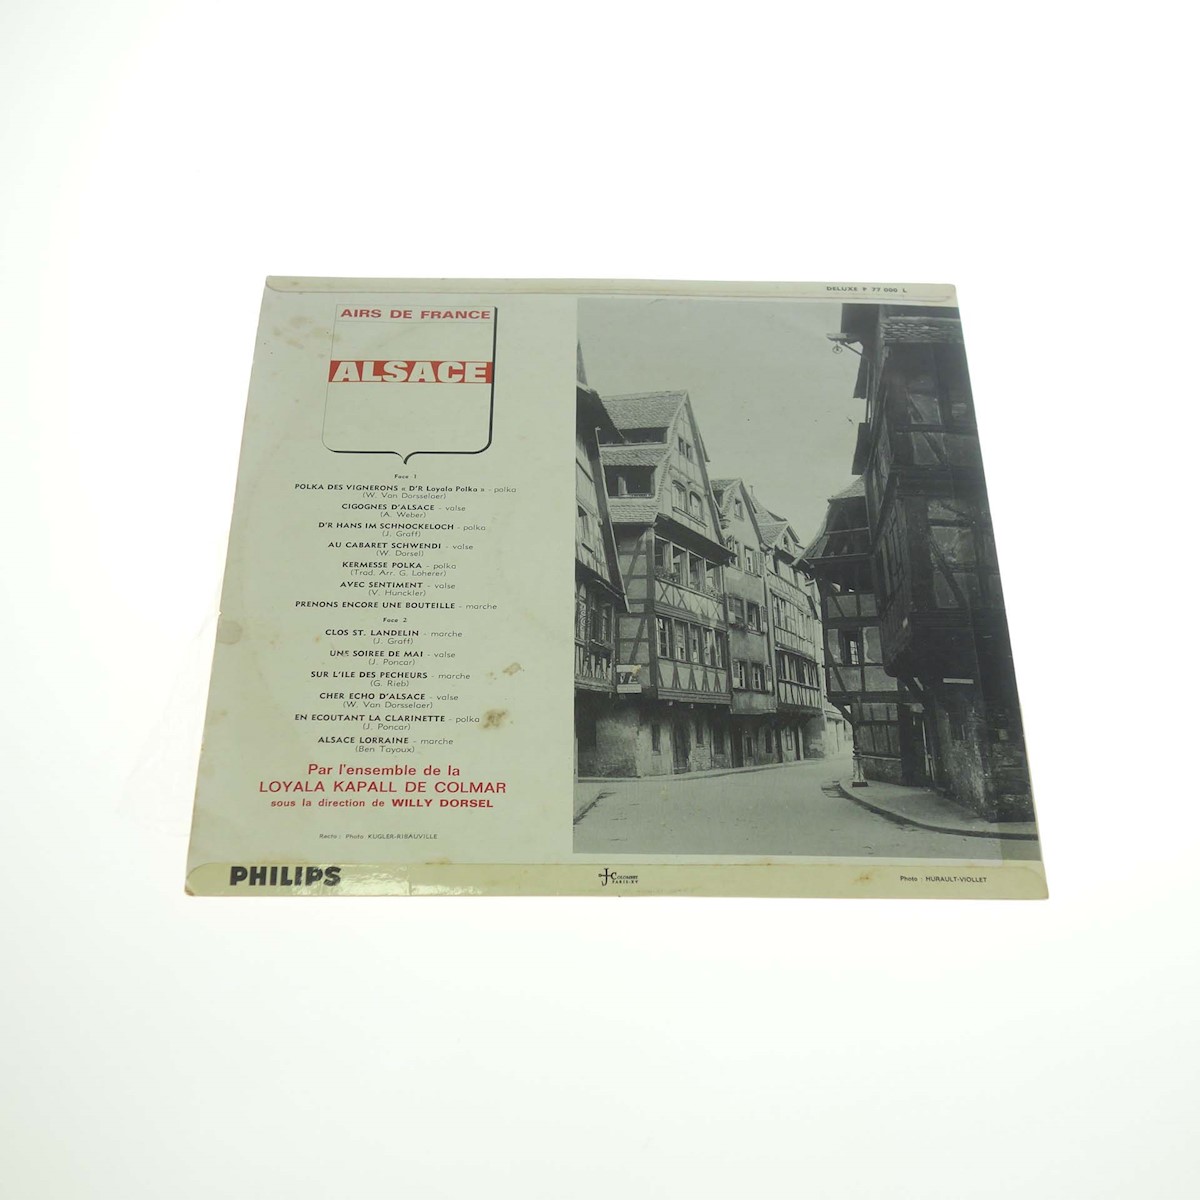 DELUXE P 77 000 L
AIRS DE FRANCE
ALSACE
Face 1
POLKA DES VIGNERONS « D'R Loyala Polka » - polka
(W. Van Dorsselaer)
CIGOGNES D'ALSACE - valse
(A. Weber)
D'R HANS IM SCHNOCKELOCH - polka
(J. Graff)
AU CABARET SCHWENDI - valse
(W. Dorsel)
KERMESSE POLKA - polka
(Trad. Arr. G. Loherer)
AVEC SENTIMENT - valse
(V. Hunckler)
PRENONS ENCORE UNE BOUTEILLE - marche
Face 2
CLOS ST. LANDELIN - marche
(J. Graff)
UNE SOIREE DE MAI - valse
(J. Poncar)
SUR L'ILE DES PECHEURS - marche
(G. Rieb)
CHER ECHO D'ALSACE - valse
(W. Van Dorsselaer)
EN ECOUTANT LA CLARINETTE - polka
(J. Poncar)
ALSACE LORRAINE - marche
(Ben Tayoux)
Par l'ensemble de la
LOYALA KAPALL DE COLMAR
sous la direction de WILLY DORSEL
Recto : Photo KUGLER-RIBAUVILLE
PHILIPS
J. COLOMBET
PARIS-XV
Photo : HURAULT-VIOLLET